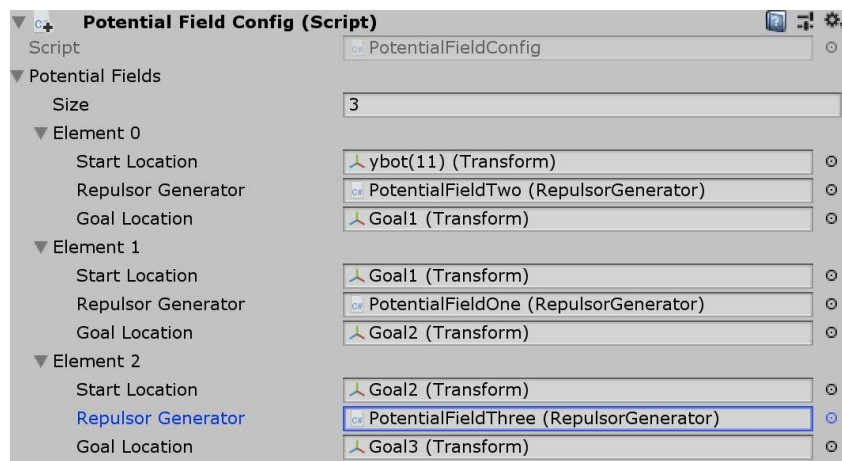 Potential Field Config (Script)
Script PotentialFieldConfig
Potential Fields
Size 3
Element 0
Start Location ybot(11) (Transform)
Repulsor Generator PotentialFieldTwo (RepulsorGenerator)
Goal Location Goal1 (Transform)
Element 1
Start Location Goal1 (Transform)
Repulsor Generator PotentialFieldOne (RepulsorGenerator)
Goal Location Goal2 (Transform)
Element 2
Start Location Goal2 (Transform)
Repulsor Generator PotentialFieldThree (RepulsorGenerator)
Goal Location Goal3 (Transform)